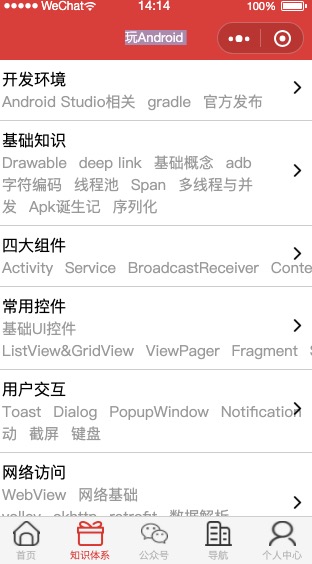 WeChat 14:14 100%
玩Android
开发环境
Android Studio相关 gradle 官方发布
基础知识
Drawable deep link 基础概念 adb
字符编码 线程池 Span 多线程与并
发 Apk诞生记 序列化
四大组件
Activity Service BroadcastReceiver Conte
常用控件
基础UI控件
ListView&GridView ViewPager Fragment
用户交互
Toast Dialog PopupWindow Notification
动 截屏 键盘
网络访问
WebView 网络基础
volley okhttp retrofit 数据解析
首页 知识体系 公众号 导航 个人中心